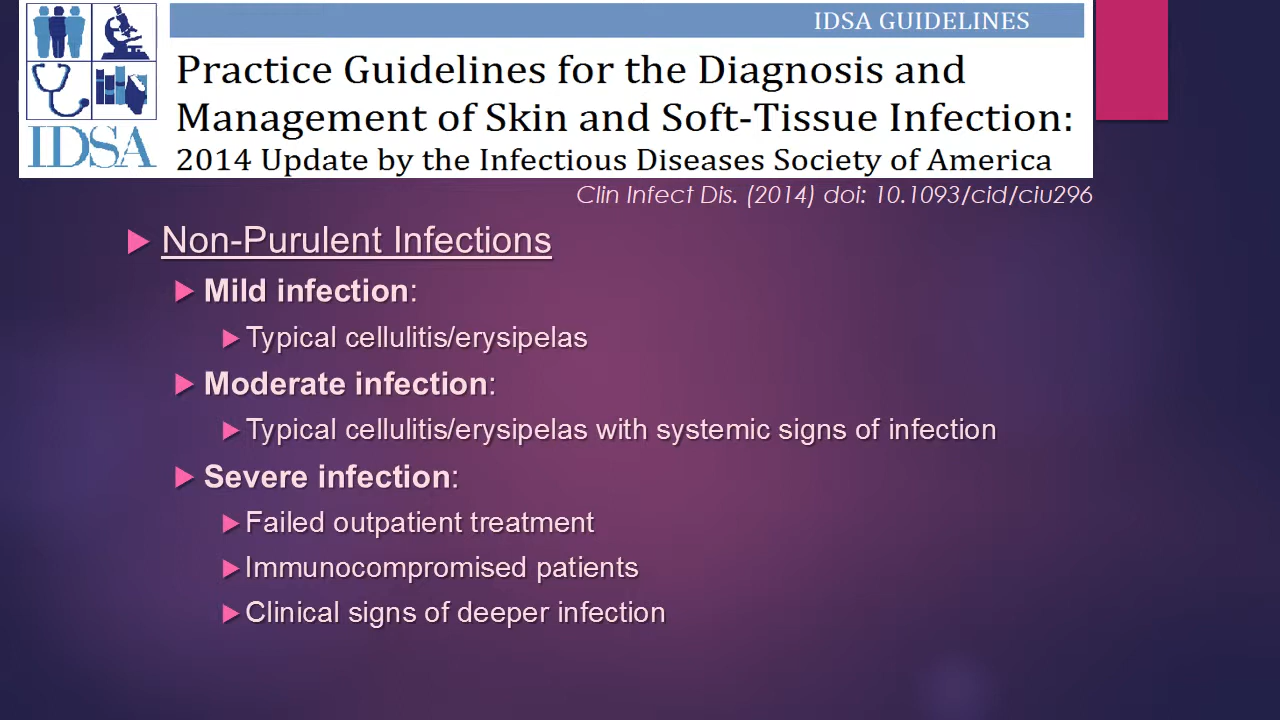 IDSA GUIDELINES
Practice Guidelines for the Diagnosis and
Management of Skin and Soft-Tissue Infection:
IDSA
2014 Update by the Infectious Diseases Society of America
Clin Infect Dis. (2014) doi: 10.1093/cid/ciu296
Non-Purulent Infections
Mild infection:
Typical cellulitis/erysipelas
Moderate infection:
Typical cellulitis/erysipelas with systemic signs of infection
Severe infection:
Failed outpatient treatment
Immunocompromised patients
Clinical signs of deeper infection